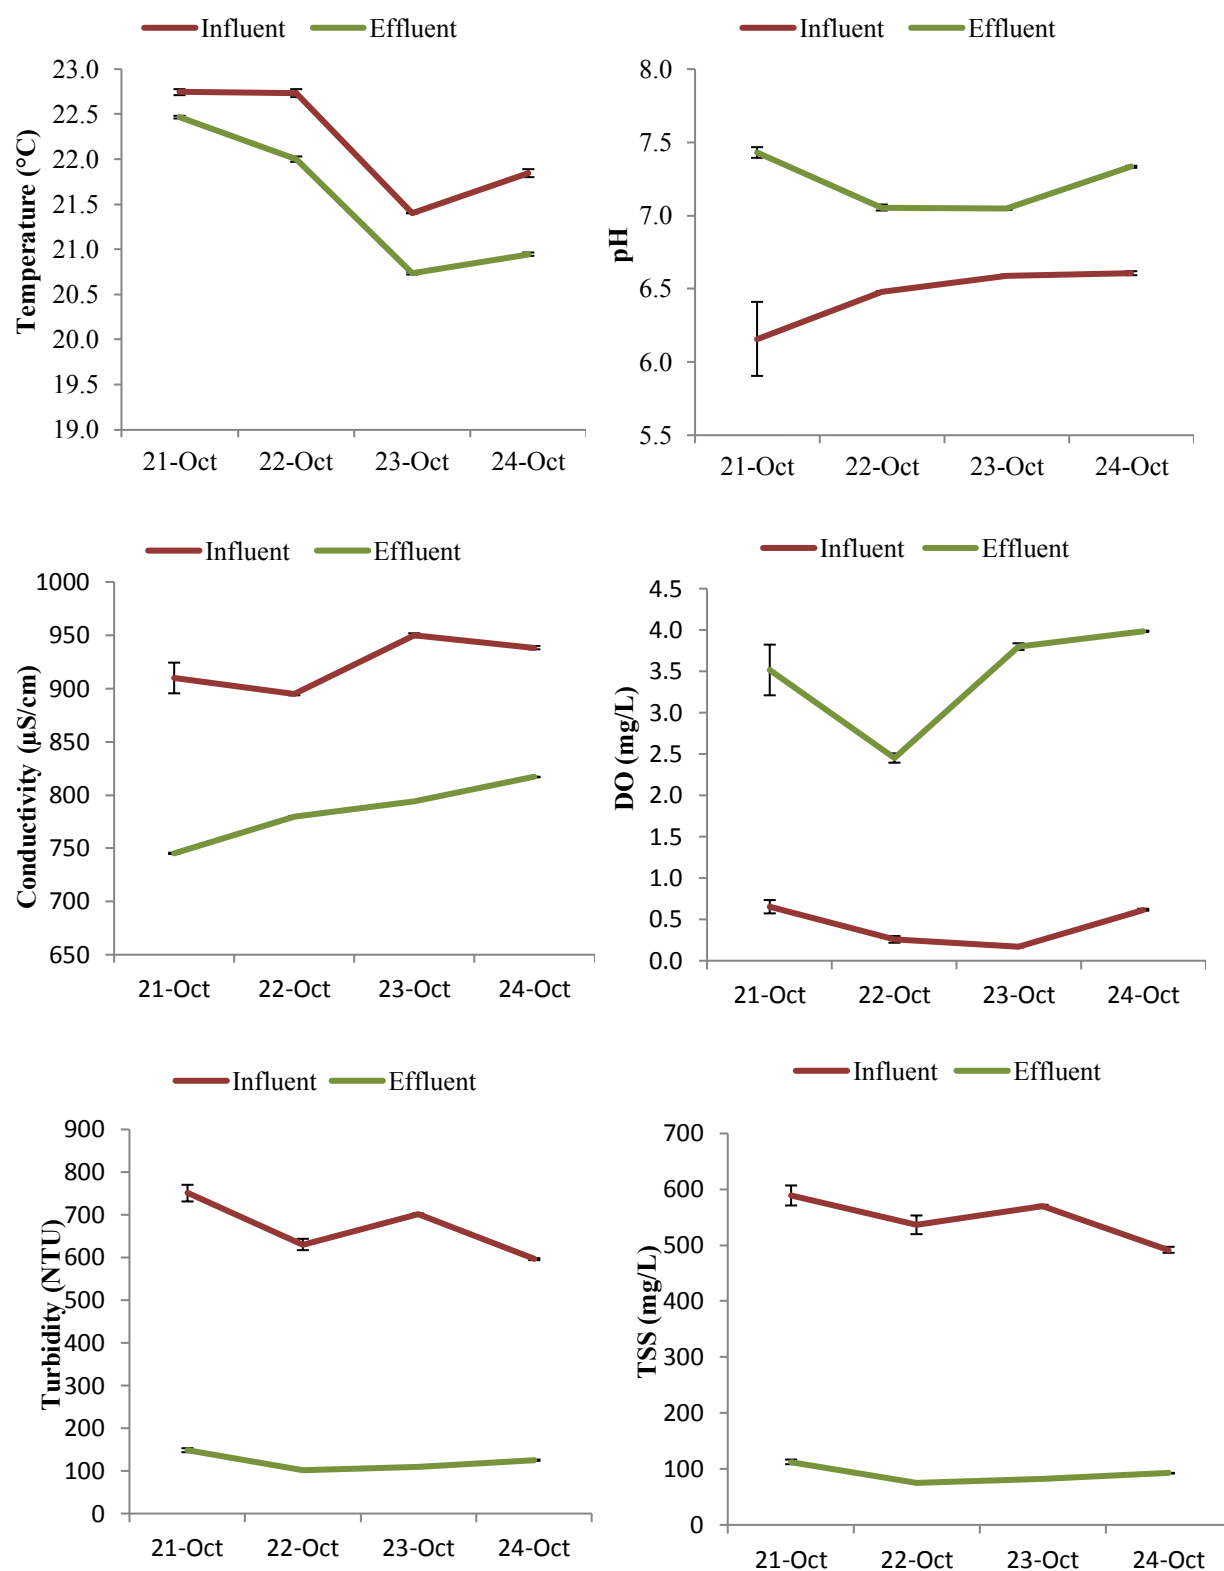 Influent Effluent
Temperature (°C)
23.0
22.5
22.0
21.5
21.0
20.5
20.0
19.5
19.0
21-Oct 22-Oct 23-Oct 24-Oct
Influent Effluent
pH
8.0
7.5
7.0
6.5
6.0
5.5
21-Oct 22-Oct 23-Oct 24-Oct
Influent Effluent
Conductivity (µS/cm)
1000
950
900
850
800
750
700
650
21-Oct 22-Oct 23-Oct 24-Oct
Influent Effluent
DO (mg/L)
4.5
4.0
3.5
3.0
2.5
2.0
1.5
1.0
0.5
0.0
21-Oct 22-Oct 23-Oct 24-Oct
Influent Effluent
Turbidity (NTU)
900
800
700
600
500
400
300
200
100
0
21-Oct 22-Oct 23-Oct 24-Oct
Influent Effluent
TSS (mg/L)
700
600
500
400
300
200
100
0
21-Oct 22-Oct 23-Oct 24-Oct